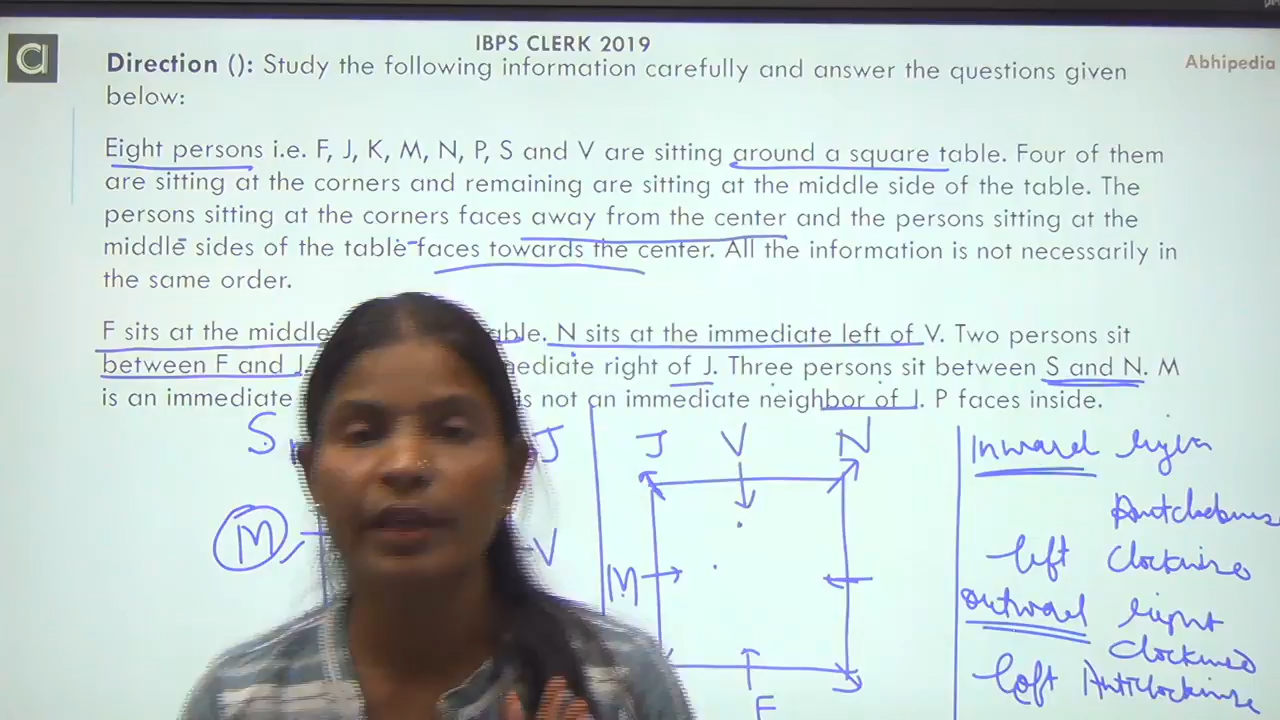 IBPS CLERK 2019
Abhipedia
Direction (): Study the following information carefully and answer the questions given
below:
Eight persons i.e. F, J, K, M, N, P, S and V are sitting around a square table. Four of them
are sitting at the corners and remaining are sitting at the middle side of the table. The
persons sitting at the corners faces away from the center and the persons sitting at the
middle sides of the table faces towards the center. All the information is not necessarily in
the same order.
F sits at the middle able. N sits at the immediate left of V. Two persons sit
between F and J. mediate right of J. Three persons sit between S and N. M
is an immediate is not an immediate neighbor of J. P faces inside.
S J
M V
J V N
M
F
Inward
left Clockwise
outward right
Clockwise
left Anticlockwise